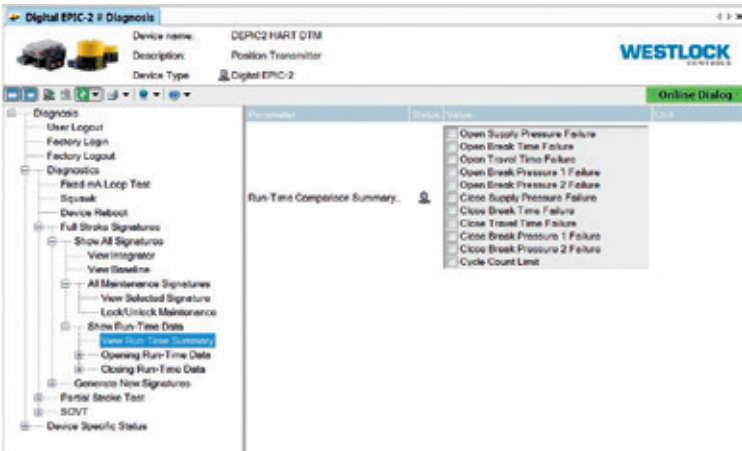 Digital EPIC-2 # Diagnosis
Device name: DEPIC2 HART DTM
Description: Position Transmitter
Device Type Digital EPIC-2
WESTLOCK
CONTROLS
Online Dialog
Diagnosis
User Logout
Factory Login
Factory Logout
Diagnostics
Fixed mA Loop Test
Squawk
Device Reboot
Full Stroke Signatures
Show All Signatures
View Integrator
View Baseline
All Maintenance Signatures
View Selected Signature
Lock/Unlock Maintenance
Show Run-Time Data
View Run-Time Summary
Opening Run-Time Data
Closing Run-Time Data
Generate New Signatures
Partial Stroke Test
SOVT
Device Specific Status
Parameter Status Value Unit
Run-Time Comparison Summary..
Open Supply Pressure Failure
Open Break Time Failure
Open Travel Time Failure
Open Break Pressure 1 Failure
Open Break Pressure 2 Failure
Close Supply Pressure Failure
Close Break Time Failure
Close Travel Time Failure
Close Break Pressure 1 Failure
Close Break Pressure 2 Failure
Cycle Count Limit